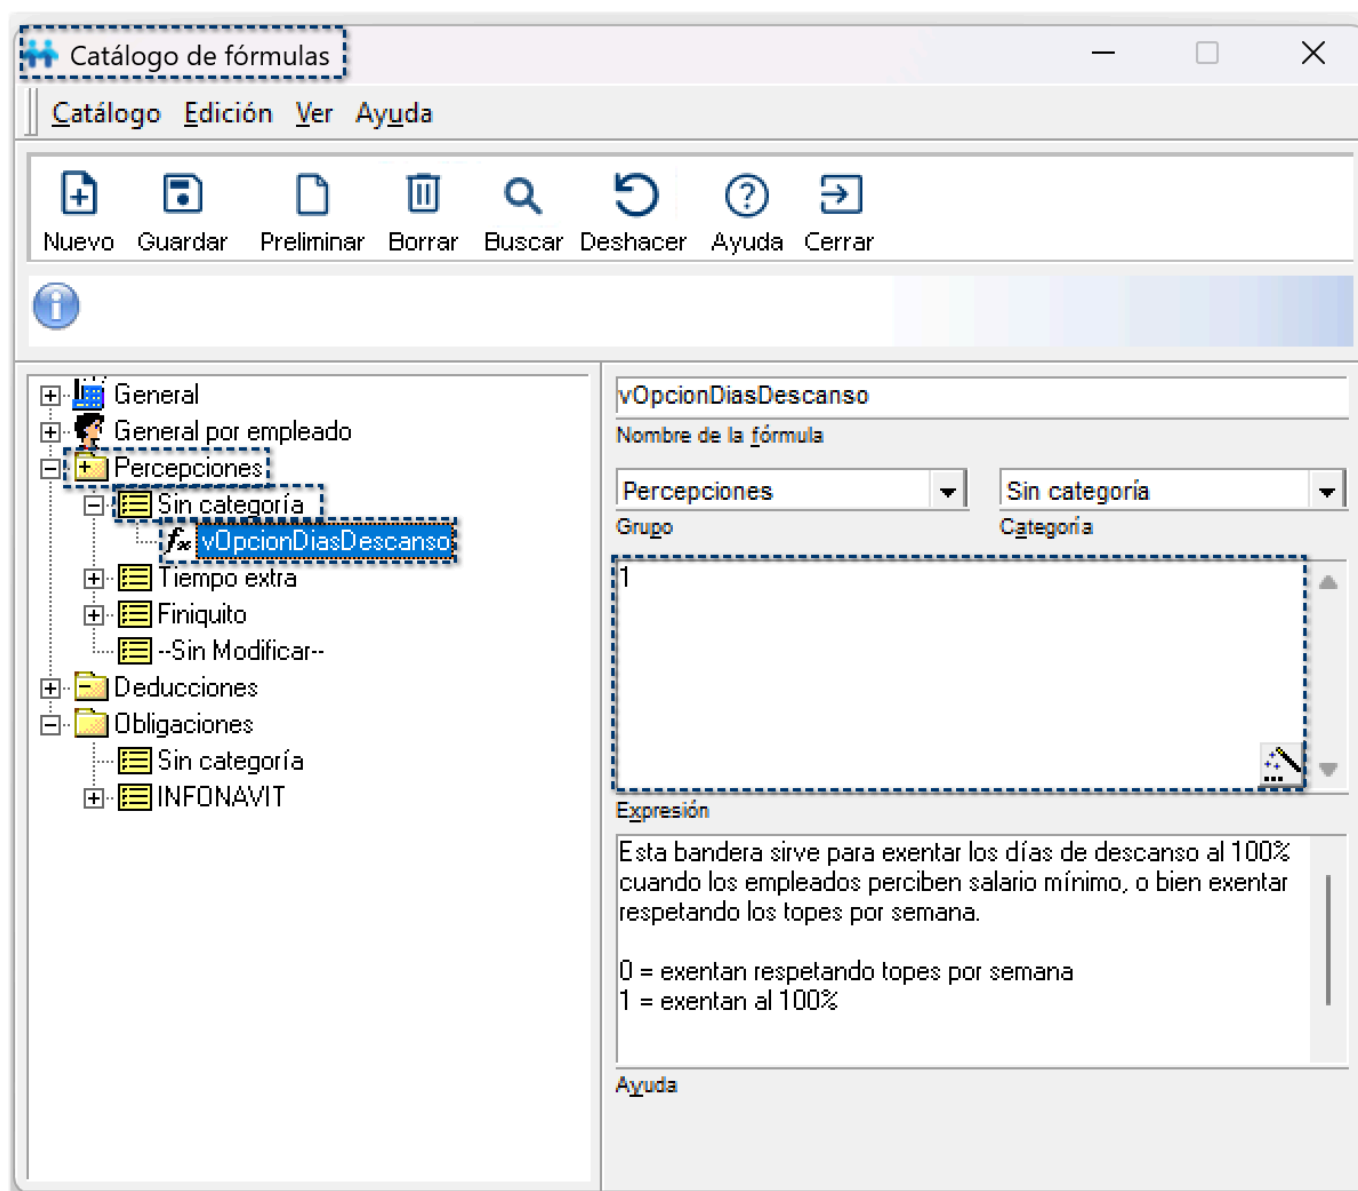 Catálogo de fórmulas
Catálogo Edición Ver Ayuda
Nuevo Guardar Preliminar Borrar Buscar Deshacer Ayuda Cerrar
General
General por empleado
Percepciones
Sin categoría
vOpcionDiasDescanso
Tiempo extra
Finiquito
--Sin Modificar--
Deducciones
Obligaciones
Sin categoría
INFONAVIT
vOpcionDiasDescanso
Nombre de la fórmula
Percepciones
Sin categoría
Grupo
Categoría
1
Expresión
Esta bandera sirve para exentar los días de descanso al 100%
cuando los empleados perciben salario mínimo, o bien exentar
respetando los topes por semana.
0 = exentan respetando topes por semana
1 = exentan al 100%
Ayuda